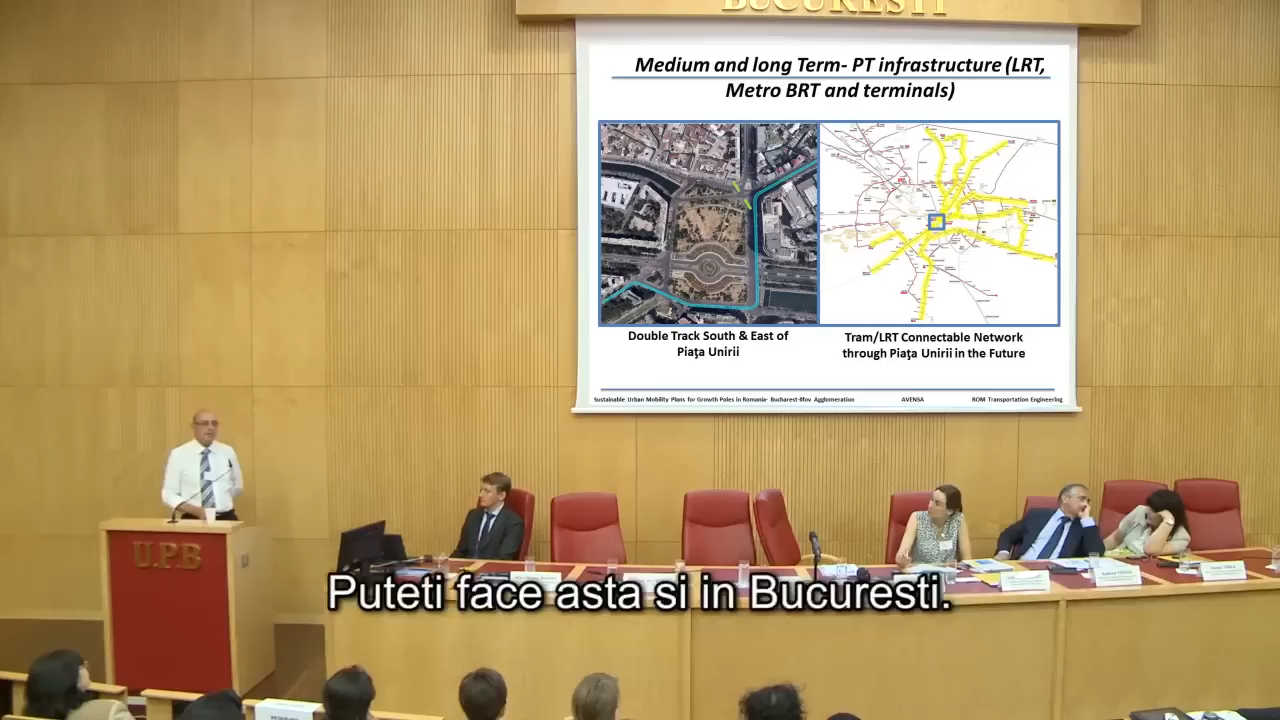 BUCURESTI
Medium and long Term- PT infrastructure (LRT,
Metro BRT and terminals)
Double Track South & East of
Piaţa Unirii
Tram/LRT Connectable Network
through Piaţa Unirii in the Future
Sustainable Urban Mobility Plans for Growth Poles in Romania- Bucharest-Ilfov Agglomeration
AVENSA
ROM Transportation Engineering
U.P.B
Puteti face asta si in Bucuresti.